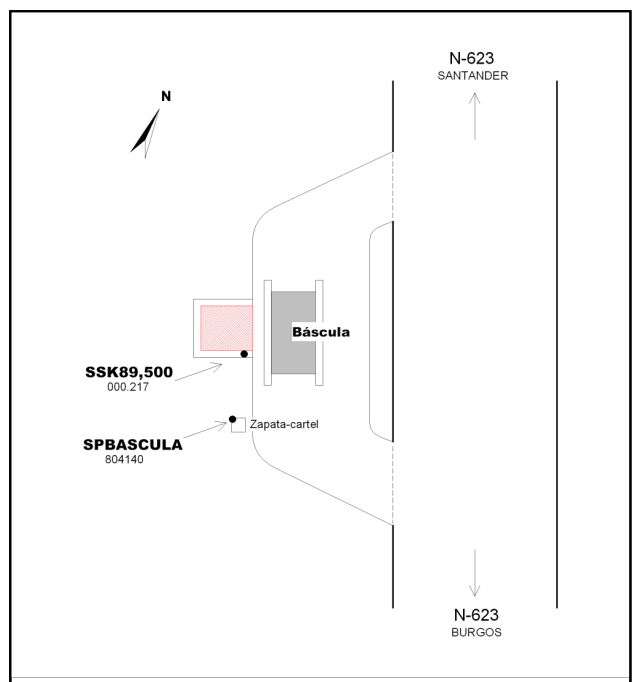 N-623
SANTANDER
N
Báscula
SSK89,500
000.217
Zapata-cartel
SPBASCULA
804140
N-623
BURGOS